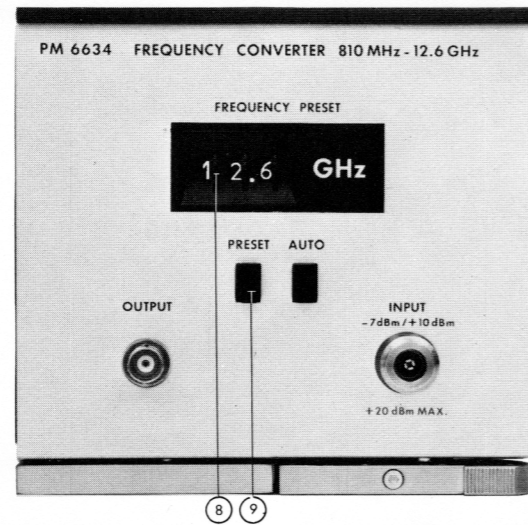 PM 6634 FREQUENCY CONVERTER 810 MHz - 12.6 GHz
FREQUENCY PRESET
12.6 GHz
PRESET AUTO
OUTPUT
INPUT
-7dBm/+10dBm
+20 dBm MAX.
8 9